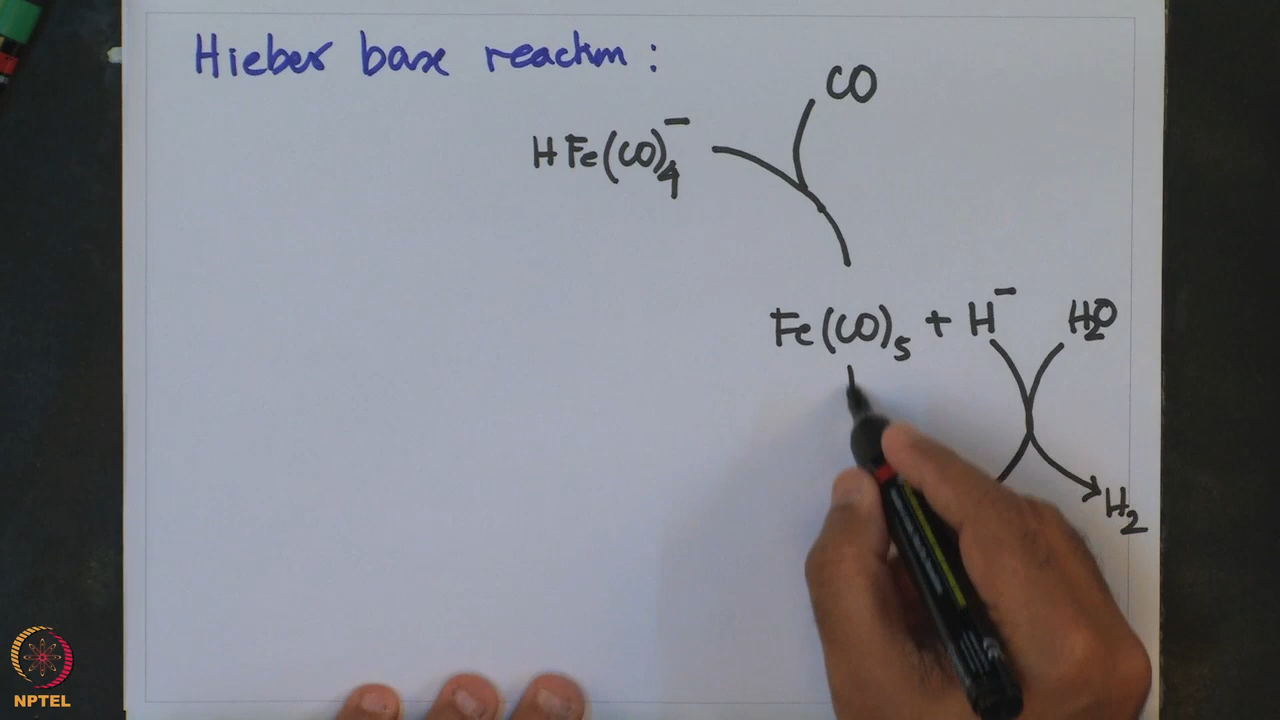 Hieber base reaction :
CO
HFe(CO)4−
Fe(CO)5 + H− H2O
H2
NPTEL